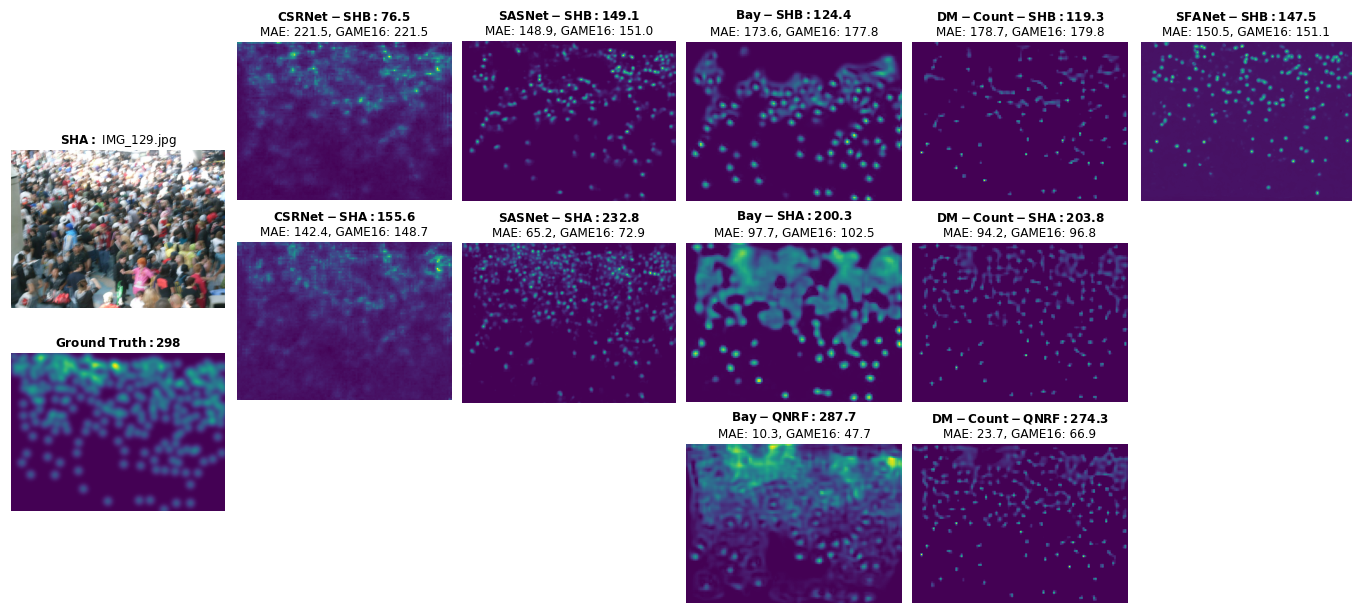 CSRNet − SHB : 76.5
MAE: 221.5, GAME16: 221.5
SASNet − SHB : 149.1
MAE: 148.9, GAME16: 151.0
Bay − SHB : 124.4
MAE: 173.6, GAME16: 177.8
DM − Count − SHB : 119.3
MAE: 178.7, GAME16: 179.8
SFANet − SHB : 147.5
MAE: 150.5, GAME16: 151.1
SHA : IMG_129.jpg
CSRNet − SHA : 155.6
MAE: 142.4, GAME16: 148.7
SASNet − SHA : 232.8
MAE: 65.2, GAME16: 72.9
Bay − SHA : 200.3
MAE: 97.7, GAME16: 102.5
DM − Count − SHA : 203.8
MAE: 94.2, GAME16: 96.8
Ground Truth : 298
Bay − QNRF : 287.7
MAE: 10.3, GAME16: 47.7
DM − Count − QNRF : 274.3
MAE: 23.7, GAME16: 66.9